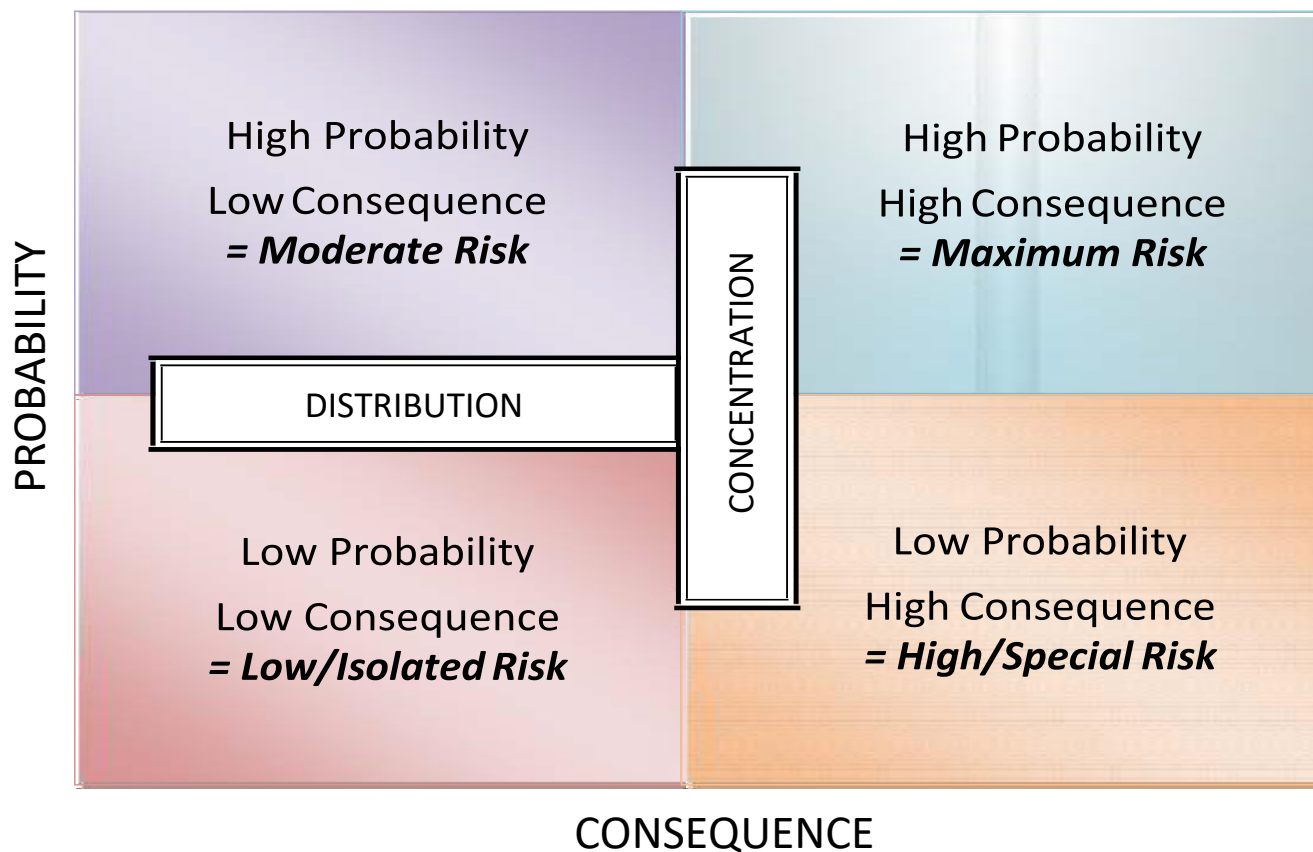 High Probability
Low Consequence
= Moderate Risk
High Probability
High Consequence
= Maximum Risk
PROBABILITY
DISTRIBUTION
CONCENTRATION
Low Probability
Low Consequence
= Low/Isolated Risk
Low Probability
High Consequence
= High/Special Risk
CONSEQUENCE